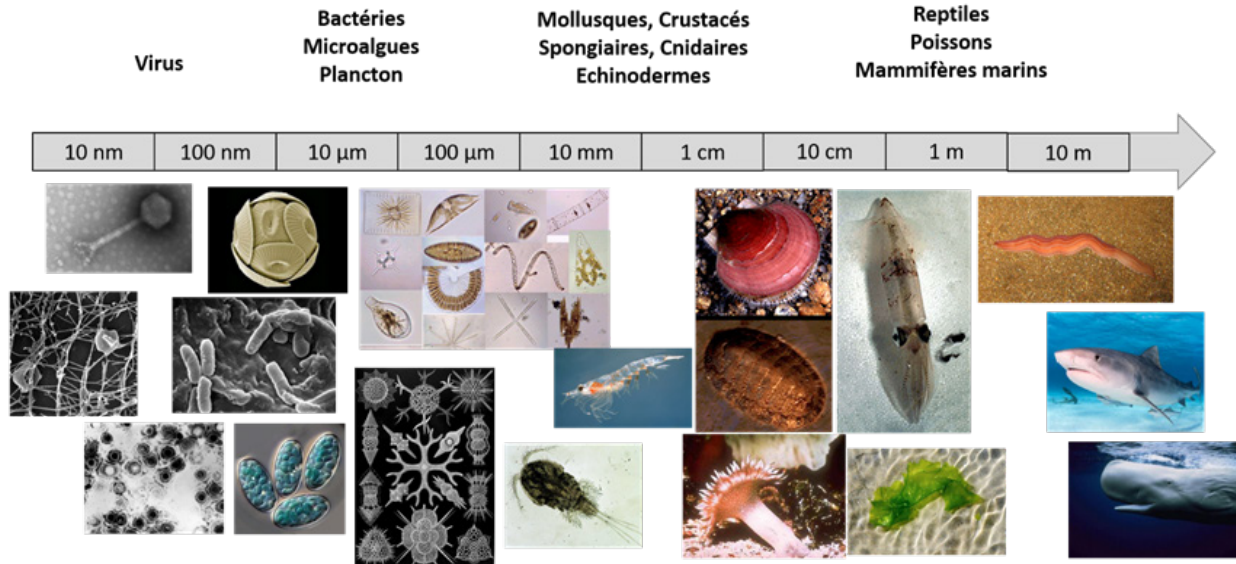 Virus
Bactéries
Microalgues
Plancton
Mollusques, Crustacés
Spongiaires, Cnidaires
Echinodermes
Reptiles
Poissons
Mammifères marins
10 nm
100 nm
10 µm
100 µm
10 mm
1 cm
10 cm
1 m
10 m